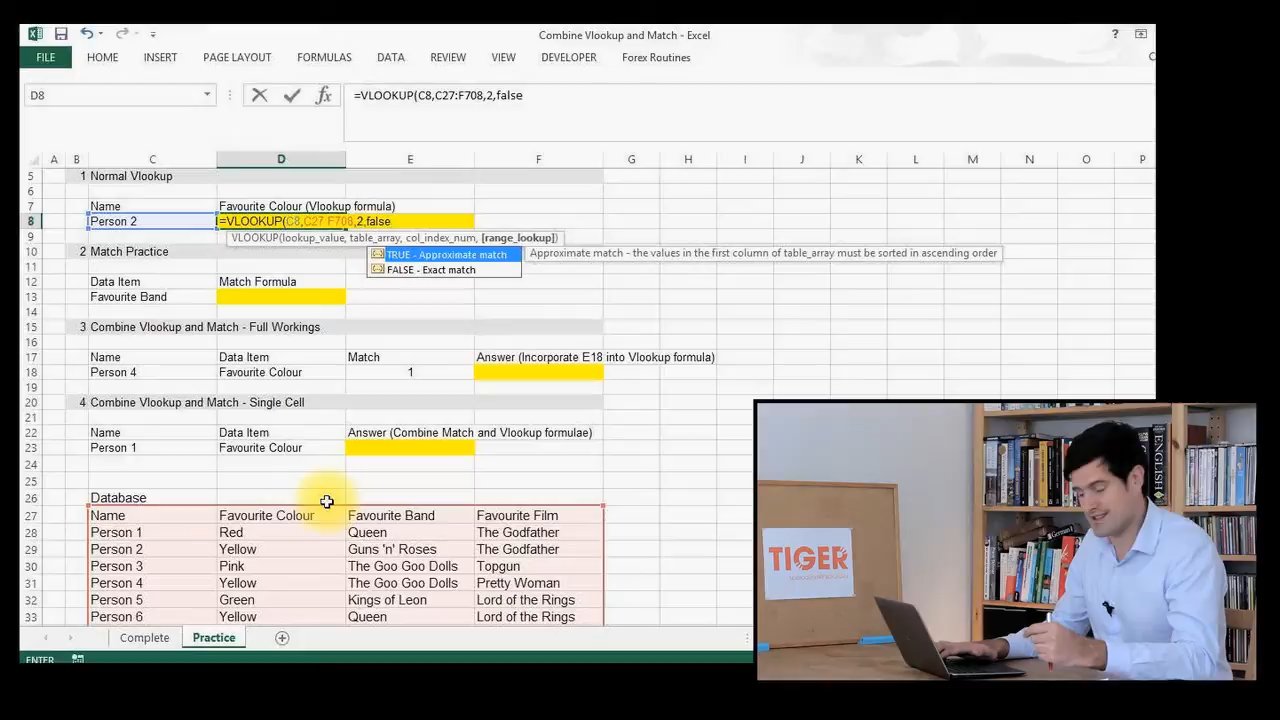 Combine Vlookup and Match - Excel
?
FILE HOME INSERT PAGE LAYOUT FORMULAS DATA REVIEW VIEW DEVELOPER Forex Routines C
D8 fx =VLOOKUP(C8,C27:F708,2,false
A B C D E F G H I J K L M N O P
5 1 Normal Vlookup
6
7 Name Favourite Colour (Vlookup formula)
8 Person 2 =VLOOKUP(C8,C27:F708,2,false
9 VLOOKUP(lookup_value, table_array, col_index_num, [range_lookup])
10 2 Match Practice TRUE - Approximate match Approximate match - the values in the first column of table_array must be sorted in ascending order
11 FALSE - Exact match
12 Data Item Match Formula
13 Favourite Band
14
15 3 Combine Vlookup and Match - Full Workings
16
17 Name Data Item Match Answer (Incorporate E18 into Vlookup formula)
18 Person 4 Favourite Colour 1
19
20 4 Combine Vlookup and Match - Single Cell
21
22 Name Data Item Answer (Combine Match and Vlookup formulae)
23 Person 1 Favourite Colour
24
25
26 Database
27 Name Favourite Colour Favourite Band Favourite Film
28 Person 1 Red Queen The Godfather
29 Person 2 Yellow Guns 'n' Roses The Godfather
30 Person 3 Pink The Goo Goo Dolls Topgun
31 Person 4 Yellow The Goo Goo Dolls Pretty Woman
32 Person 5 Green Kings of Leon Lord of the Rings
33 Person 6 Yellow Queen Lord of the Rings
Complete Practice
ENTER
TIGER
ENGLISH
German